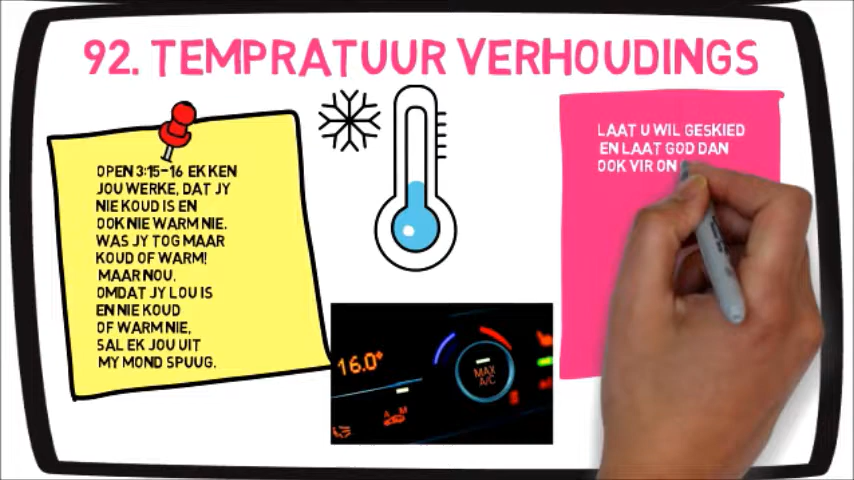 92. TEMPRATUUR VERHOUDINGS
OPEN 3:15-16 EK KEN
JOU WERKE, DAT JY
NIE KOUD IS EN
OOK NIE WARM NIE.
WAS JY TOG MAAR
KOUD OF WARM!
MAAR NOU,
OMDAT JY LOU IS
EN NIE KOUD
OF WARM NIE,
SAL EK JOU UIT
MY MOND SPUUG.
16.0°
MAX
A/C
A M
LAAT U WIL GESKIED
EN LAAT GOD DAN
OOK VIR ON